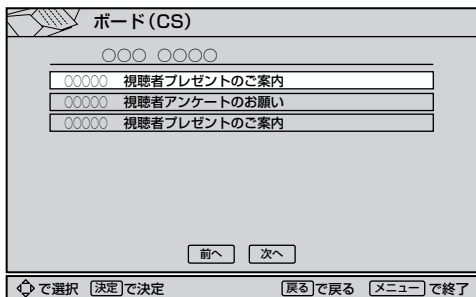 ボード(CS)
○○○ ○○○○
○○○○○ 視聴者プレゼントのご案内
○○○○○ 視聴者アンケートのお願い
○○○○○ 視聴者プレゼントのご案内
前へ 次へ
で選択 決定で決定 戻るで戻る メニューで終了